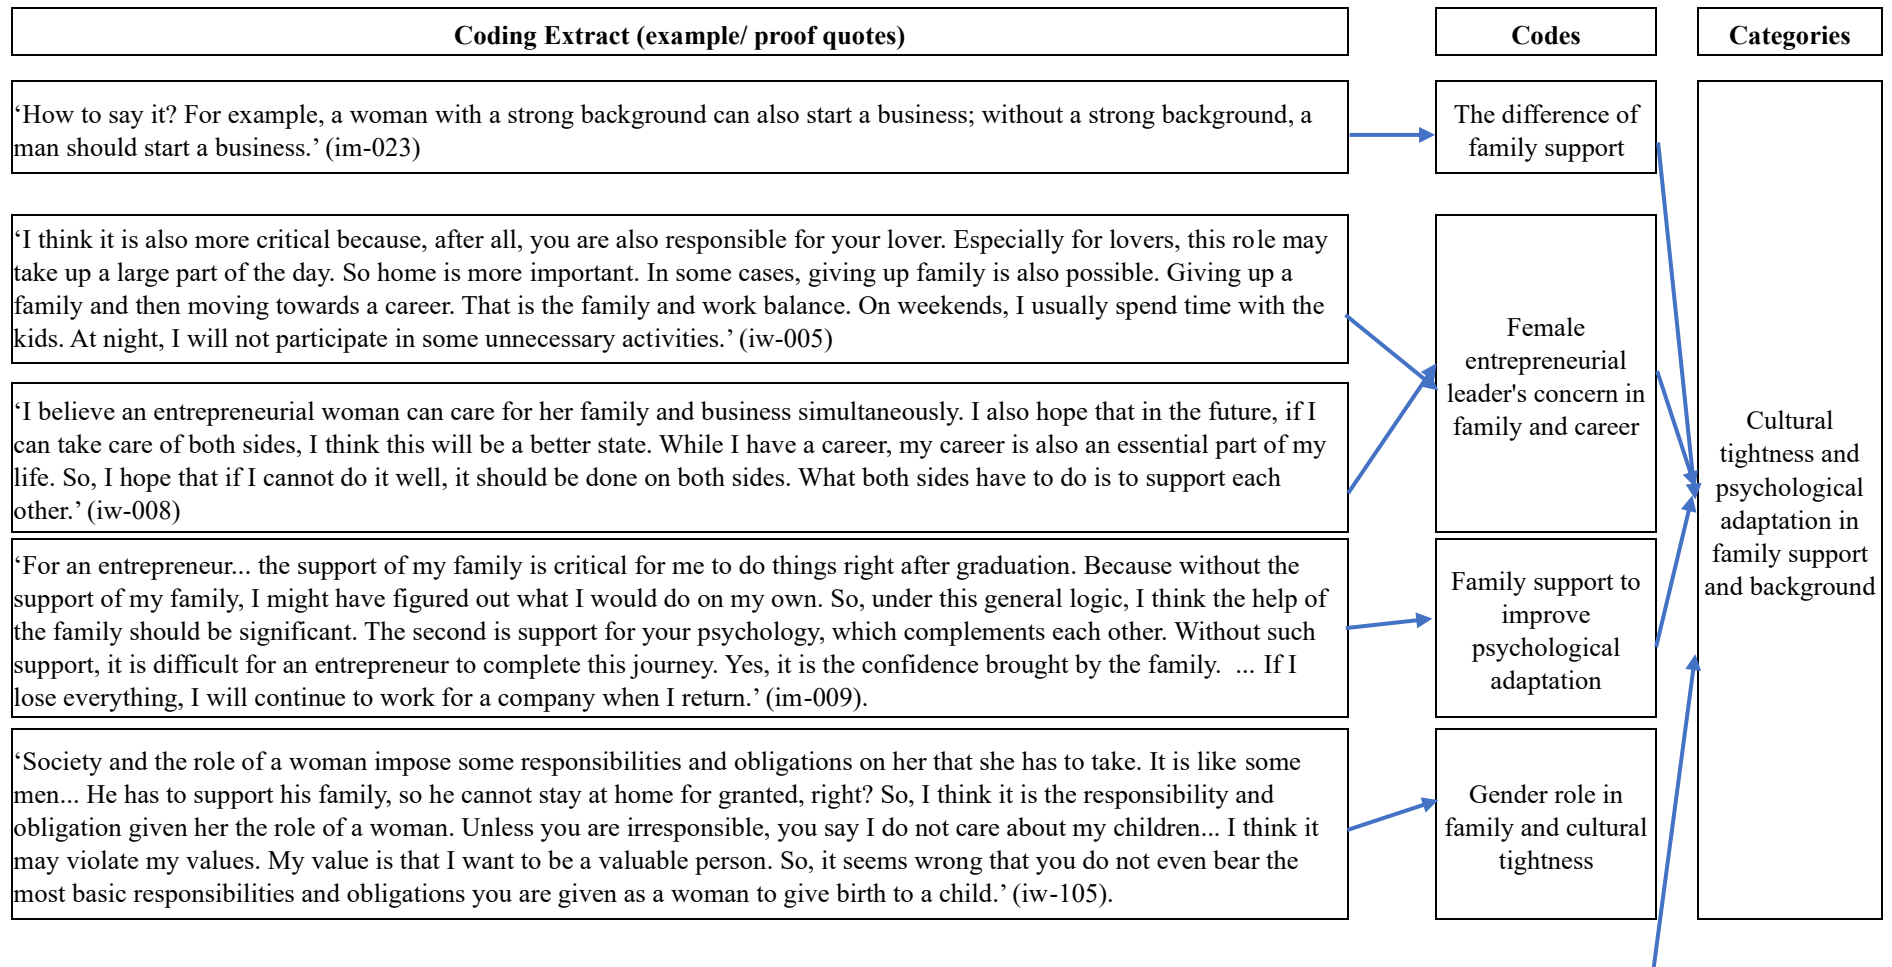 Coding Extract (example/ proof quotes)
Codes
Categories
‘How to say it? For example, a woman with a strong background can also start a business; without a strong background, a
man should start a business.’ (im-023)
The difference of
family support
‘I think it is also more critical because, after all, you are also responsible for your lover. Especially for lovers, this role may
take up a large part of the day. So home is more important. In some cases, giving up family is also possible. Giving up a
family and then moving towards a career. That is the family and work balance. On weekends, I usually spend time with the
kids. At night, I will not participate in some unnecessary activities.’ (iw-005)
‘I believe an entrepreneurial woman can care for her family and business simultaneously. I also hope that in the future, if I
can take care of both sides, I think this will be a better state. While I have a career, my career is also an essential part of my
life. So, I hope that if I cannot do it well, it should be done on both sides. What both sides have to do is to support each
other.’ (iw-008)
Female
entrepreneurial
leader's concern in
family and career
‘For an entrepreneur... the support of my family is critical for me to do things right after graduation. Because without the
support of my family, I might have figured out what I would do on my own. So, under this general logic, I think the help of
the family should be significant. The second is support for your psychology, which complements each other. Without such
support, it is difficult for an entrepreneur to complete this journey. Yes, it is the confidence brought by the family.  ... If I
lose everything, I will continue to work for a company when I return.’ (im-009).
Family support to
improve
psychological
adaptation
‘Society and the role of a woman impose some responsibilities and obligations on her that she has to take. It is like some
men... He has to support his family, so he cannot stay at home for granted, right? So, I think it is the responsibility and
obligation given her the role of a woman. Unless you are irresponsible, you say I do not care about my children... I think it
may violate my values. My value is that I want to be a valuable person. So, it seems wrong that you do not even bear the
most basic responsibilities and obligations you are given as a woman to give birth to a child.’ (iw-105).
Gender role in
family and cultural
tightness
Cultural
tightness and
psychological
adaptation in
family support
and background